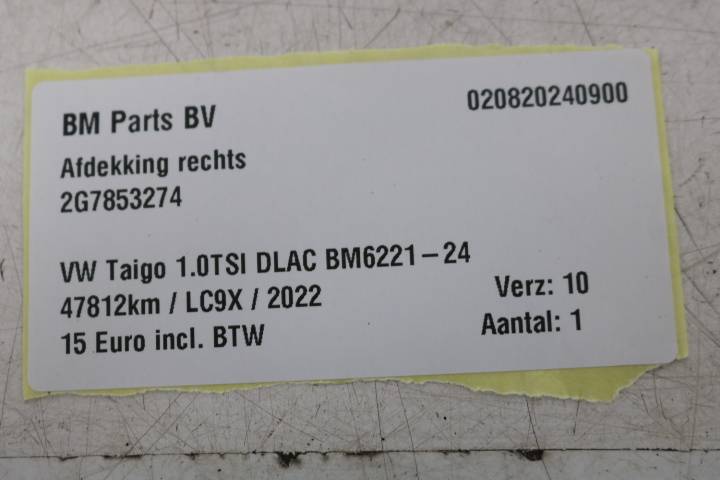 BM Parts BV
020820240900
Afdekking rechts
2G7853274
VW Taigo 1.0TSI DLAC BM6221-24
47812km / LC9X / 2022
Verz: 10
15 Euro incl. BTW
Aantal: 1